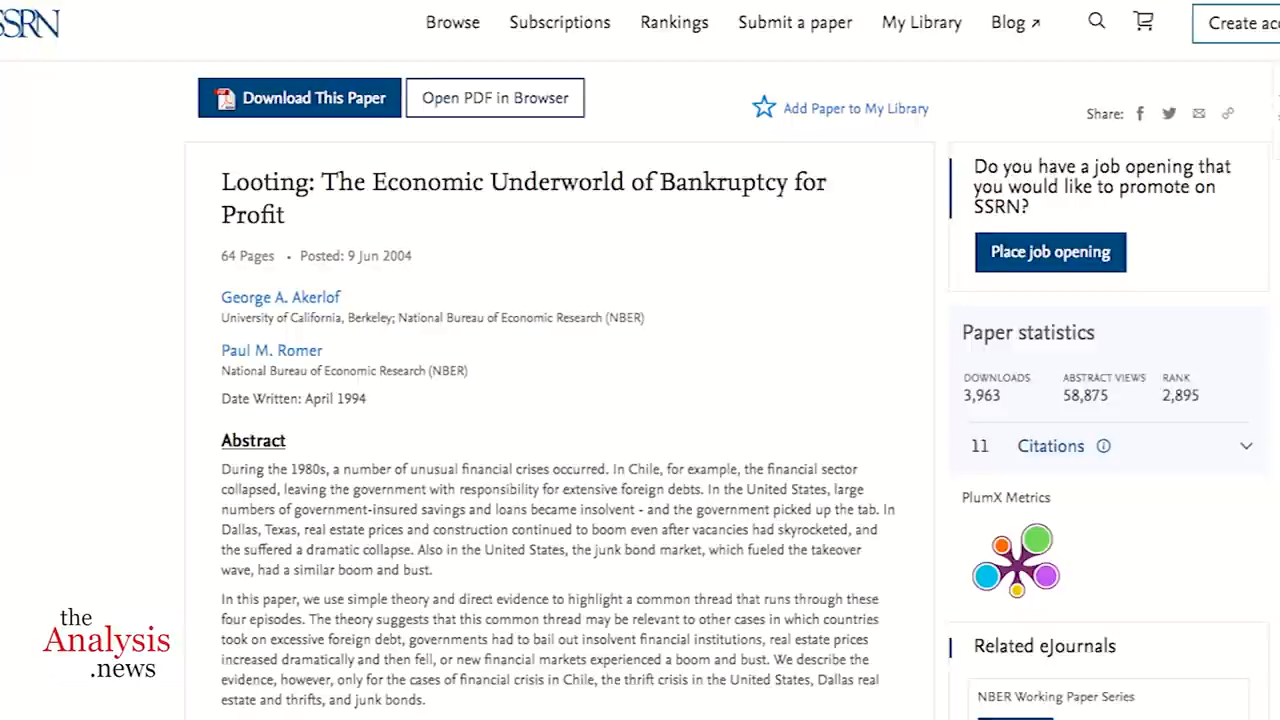 SSRN
Browse Subscriptions Rankings Submit a paper My Library Blog ↗
Create acc
Download This Paper
Open PDF in Browser
Add Paper to My Library
Share:
Looting: The Economic Underworld of Bankruptcy for
Profit
64 Pages • Posted: 9 Jun 2004
George A. Akerlof
University of California, Berkeley; National Bureau of Economic Research (NBER)
Paul M. Romer
National Bureau of Economic Research (NBER)
Date Written: April 1994
Abstract
During the 1980s, a number of unusual financial crises occurred. In Chile, for example, the financial sector
collapsed, leaving the government with responsibility for extensive foreign debts. In the United States, large
numbers of government-insured savings and loans became insolvent - and the government picked up the tab. In
Dallas, Texas, real estate prices and construction continued to boom even after vacancies had skyrocketed, and
the suffered a dramatic collapse. Also in the United States, the junk bond market, which fueled the takeover
wave, had a similar boom and bust.
In this paper, we use simple theory and direct evidence to highlight a common thread that runs through these
four episodes. The theory suggests that this common thread may be relevant to other cases in which countries
took on excessive foreign debt, governments had to bail out insolvent financial institutions, real estate prices
increased dramatically and then fell, or new financial markets experienced a boom and bust. We describe the
evidence, however, only for the cases of financial crisis in Chile, the thrift crisis in the United States, Dallas real
estate and thrifts, and junk bonds.
Do you have a job opening that
you would like to promote on
SSRN?
Place job opening
Paper statistics
DOWNLOADS ABSTRACT VIEWS RANK
3,963 58,875 2,895
11 Citations
PlumX Metrics
Related eJournals
NBER Working Paper Series
the
Analysis
.news